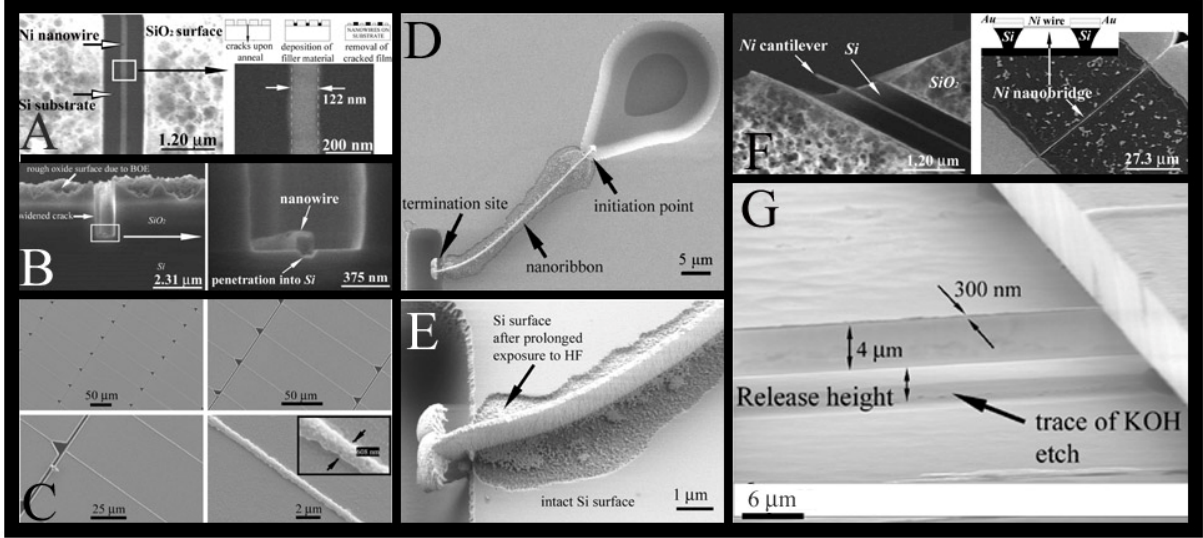 A
Ni nanowire
SiO₂ surface
Si substrate
1.20 µm
cracks upon
anneal
deposition of
filler material
NANOWIRES ON
SUBSTRATE
removal of
cracked film
122 nm
200 nm
B
rough oxide surface due to BOE
widened crack
SiO₂
Si
2.31 µm
nanowire
penetration into Si
375 nm
C
50 µm
50 µm
25 µm
608 nm
2 µm
D
termination site
initiation point
nanoribbon
5 µm
E
Si surface
after prolonged
exposure to HF
intact Si surface
1 µm
F
Ni cantilever
Si
SiO₂
1.20 µm
Au
Ni wire
Au
Si
Si
Ni nanobridge
27.3 µm
G
300 nm
4 µm
Release height
trace of KOH
etch
6 µm